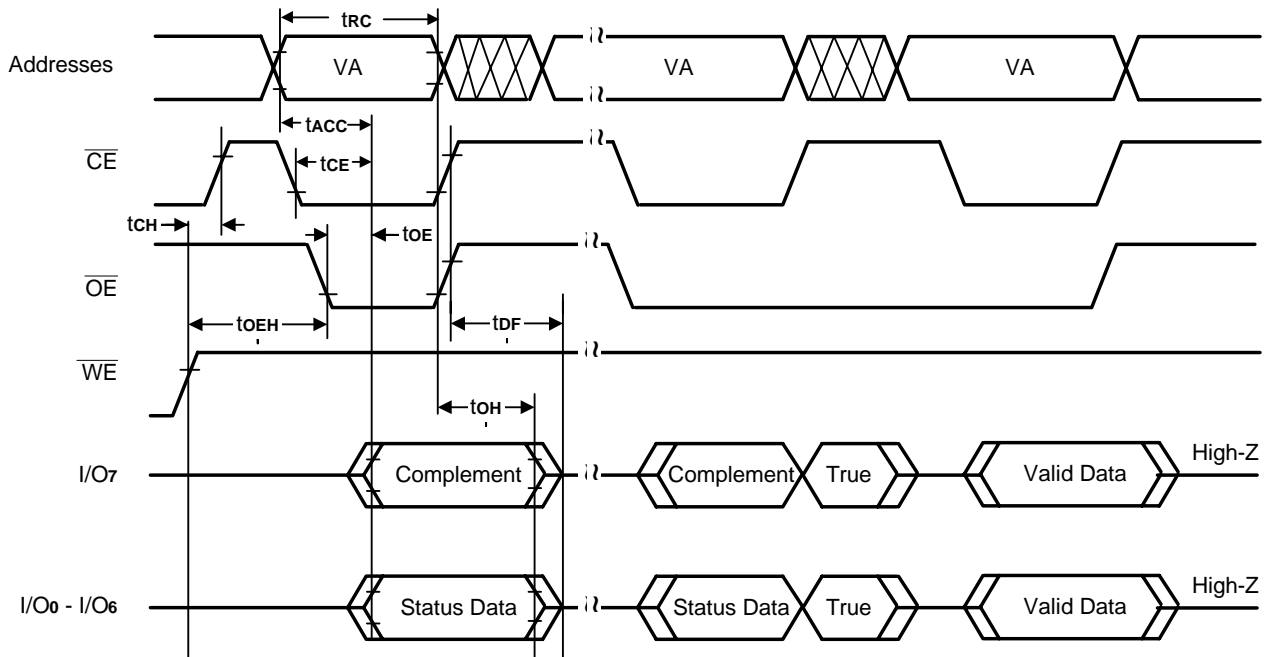 tRC
Addresses VA VA VA
tACC
CE tCE
tCH tOE
OE
tOEH tDF
WE
tOH
I/O7 Complement Complement True Valid Data High-Z
I/O0 - I/O6 Status Data Status Data True Valid Data High-Z